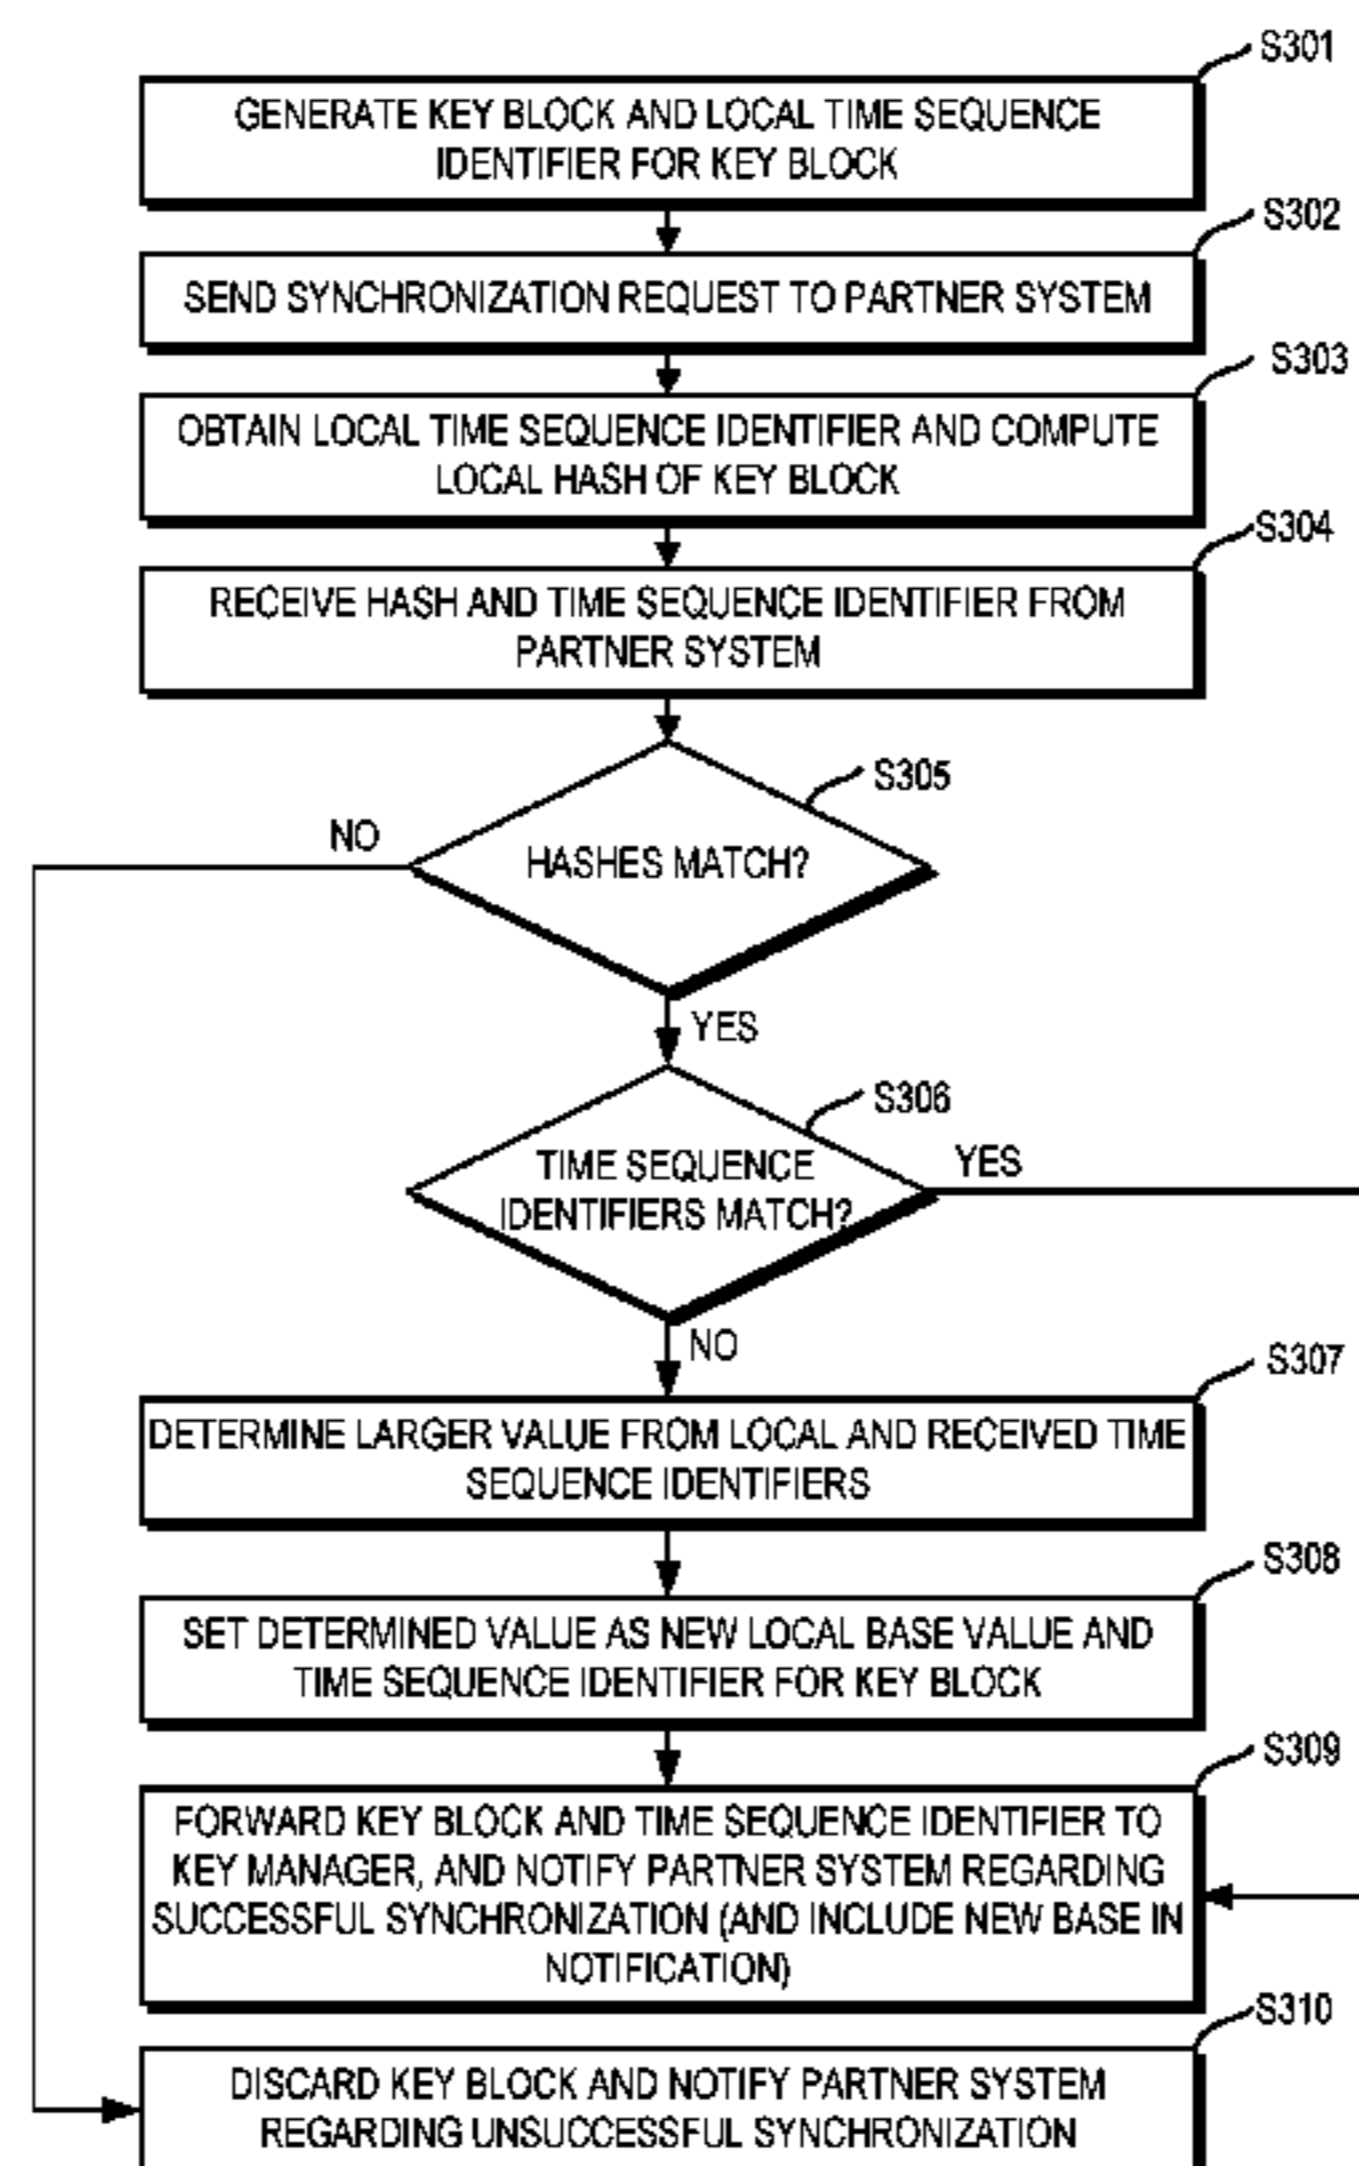 S301
GENERATE KEY BLOCK AND LOCAL TIME SEQUENCE
IDENTIFIER FOR KEY BLOCK
S302
SEND SYNCHRONIZATION REQUEST TO PARTNER SYSTEM
S303
OBTAIN LOCAL TIME SEQUENCE IDENTIFIER AND COMPUTE
LOCAL HASH OF KEY BLOCK
S304
RECEIVE HASH AND TIME SEQUENCE IDENTIFIER FROM
PARTNER SYSTEM
S305
NO
HASHES MATCH?
YES
S306
TIME SEQUENCE
IDENTIFIERS MATCH?
YES
NO
S307
DETERMINE LARGER VALUE FROM LOCAL AND RECEIVED TIME
SEQUENCE IDENTIFIERS
S308
SET DETERMINED VALUE AS NEW LOCAL BASE VALUE AND
TIME SEQUENCE IDENTIFIER FOR KEY BLOCK
S309
FORWARD KEY BLOCK AND TIME SEQUENCE IDENTIFIER TO
KEY MANAGER, AND NOTIFY PARTNER SYSTEM REGARDING
SUCCESSFUL SYNCHRONIZATION (AND INCLUDE NEW BASE IN
NOTIFICATION)
S310
DISCARD KEY BLOCK AND NOTIFY PARTNER SYSTEM
REGARDING UNSUCCESSFUL SYNCHRONIZATION